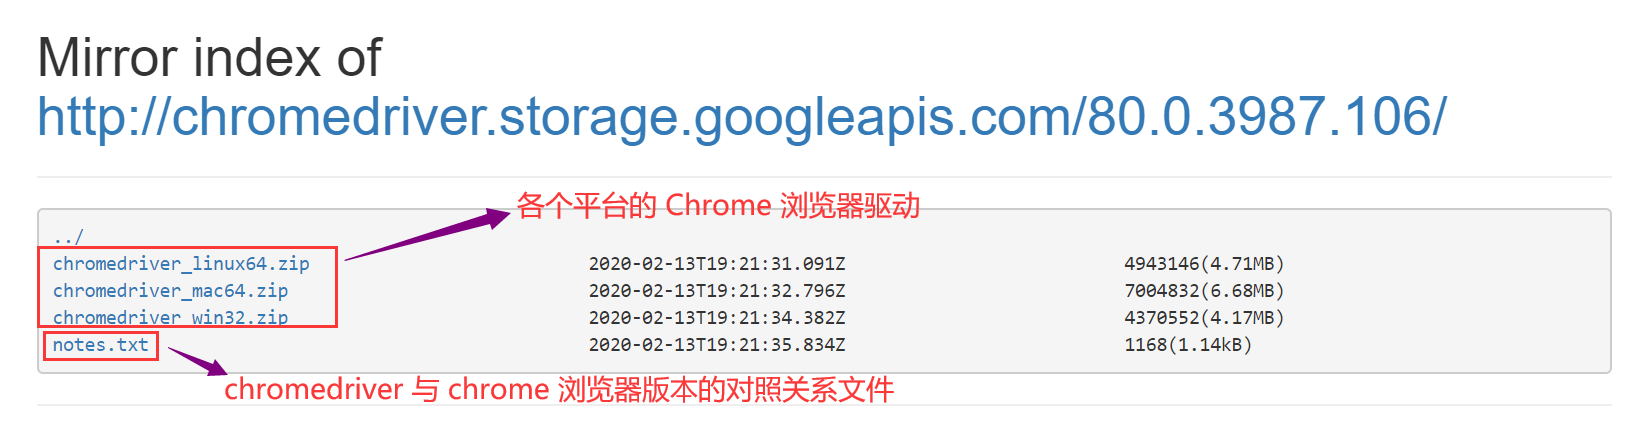 Mirror index of
http://chromedriver.storage.googleapis.com/80.0.3987.106/
各个平台的 Chrome 浏览器驱动
../
chromedriver_linux64.zip 2020-02-13T19:21:31.091Z 4943146(4.71MB)
chromedriver_mac64.zip 2020-02-13T19:21:32.796Z 7004832(6.68MB)
chromedriver_win32.zip 2020-02-13T19:21:34.382Z 4370552(4.17MB)
notes.txt 2020-02-13T19:21:35.834Z 1168(1.14kB)
chromedriver 与 chrome 浏览器版本的对照关系文件